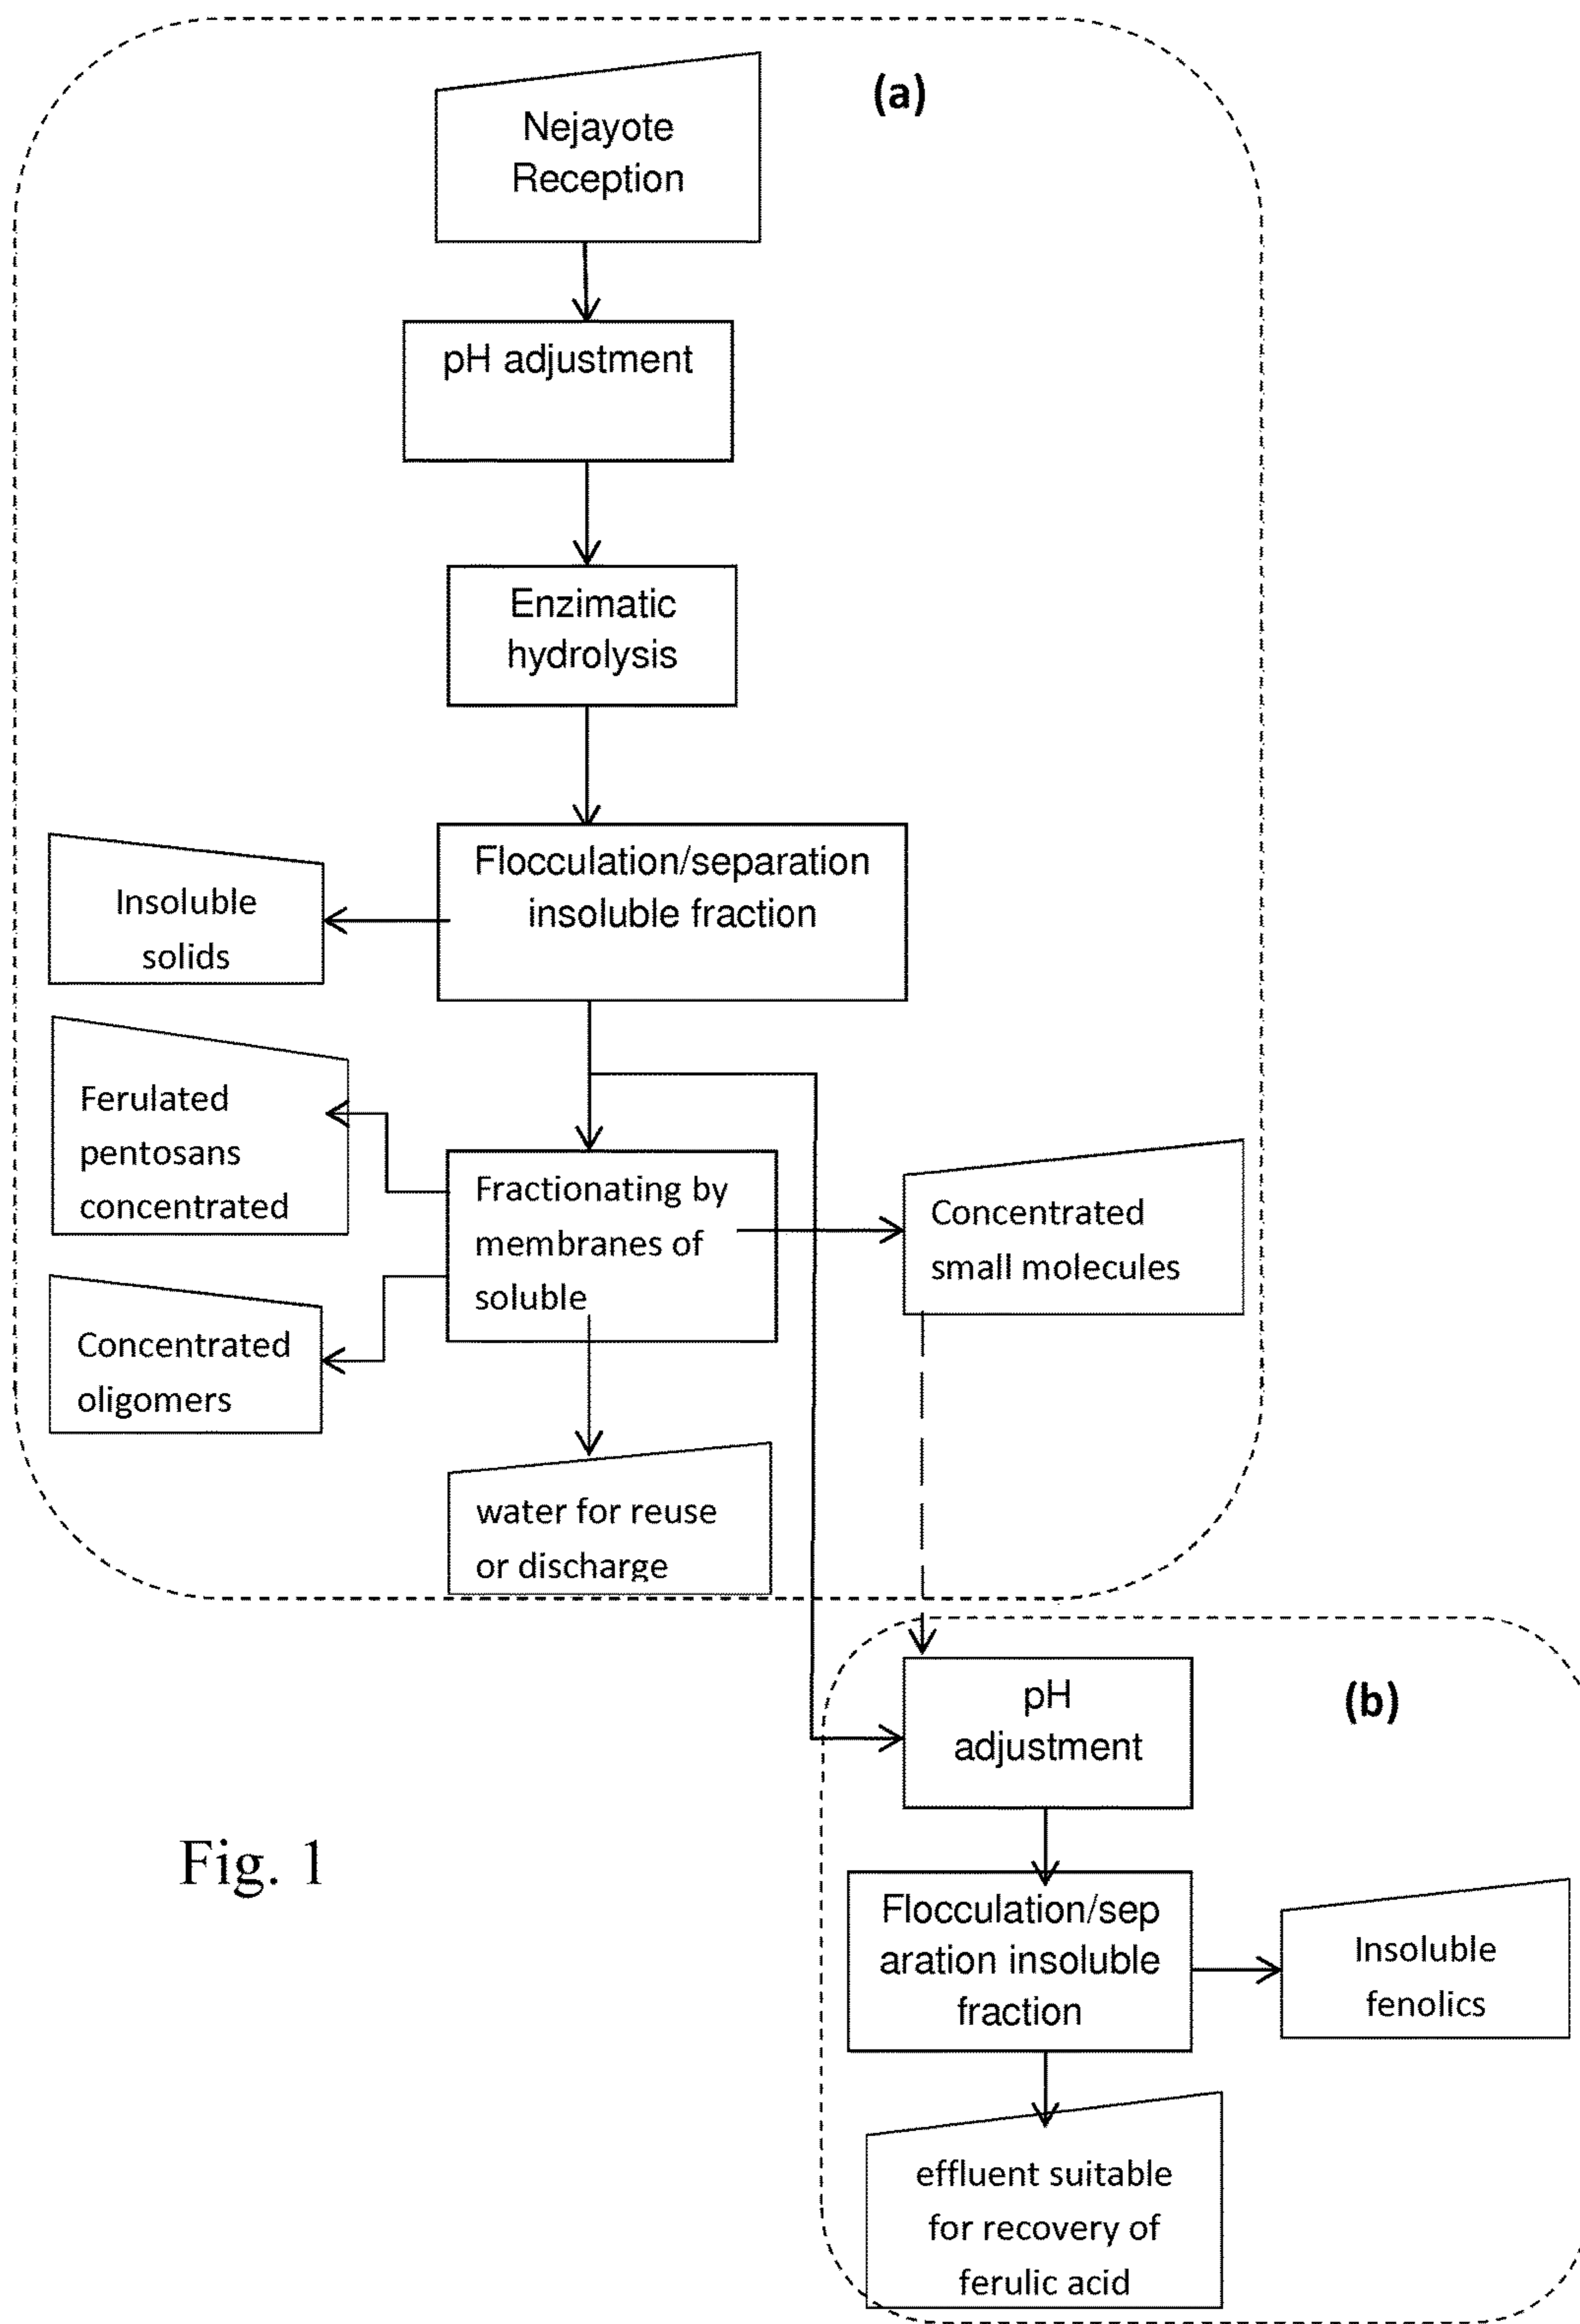 (a)
Nejayote
Reception
pH adjustment
Enzimatic
hydrolysis
Flocculation/separation
insoluble fraction
Insoluble
solids
Ferulated
pentosans
concentrated
Fractionating by
membranes of
soluble
Concentrated
small molecules
Concentrated
oligomers
water for reuse
or discharge
(b)
pH
adjustment
Fig. 1
Flocculation/sep
aration insoluble
fraction
Insoluble
fenolics
effluent suitable
for recovery of
ferulic acid